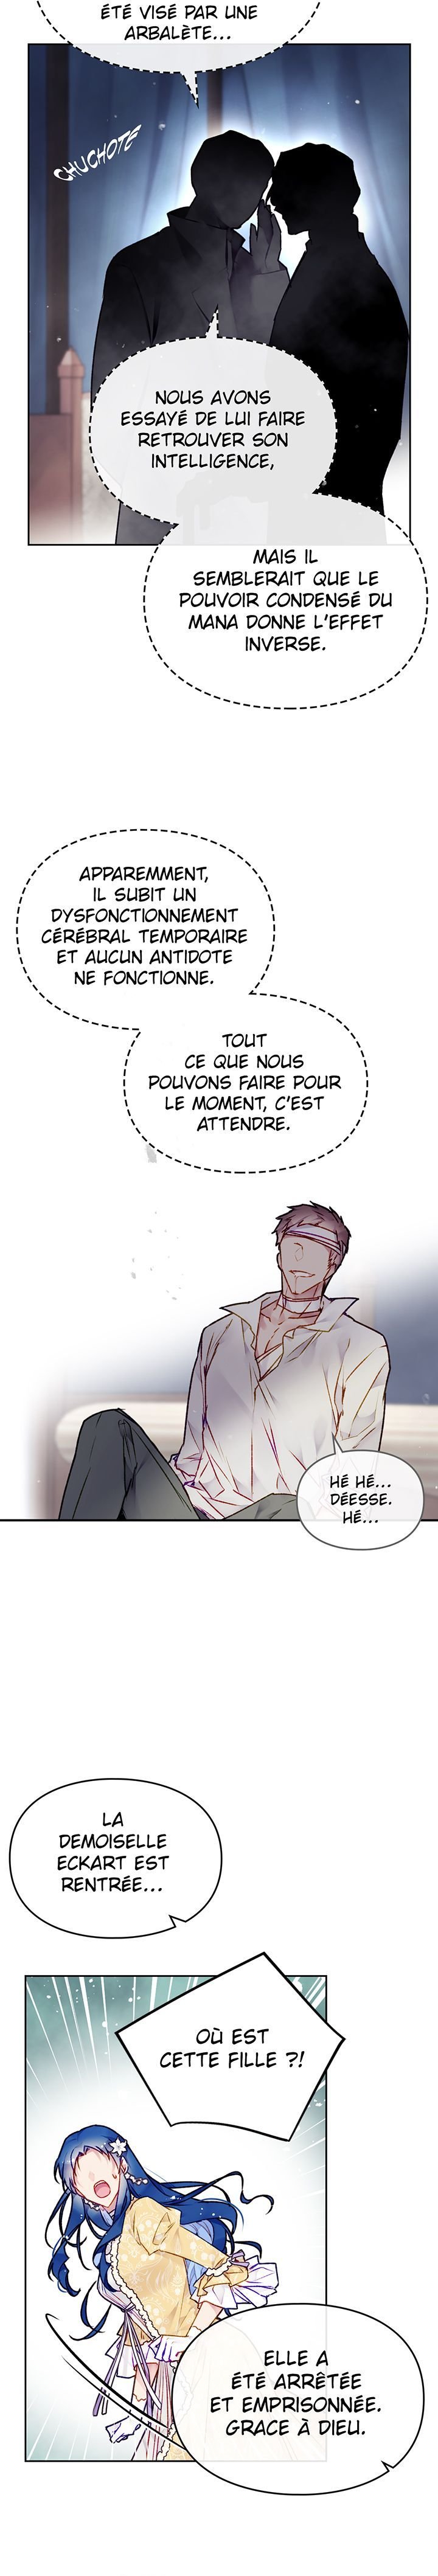 ÉTÉ VISÉ PAR UNE
ARBALÈTE...
CHUCHOTE
NOUS AVONS
ESSAYÉ DE LUI FAIRE
RETROUVER SON
INTELLIGENCE,
MAIS IL
SEMBLERAIT QUE LE
POUVOIR CONDENSÉ DU
MANA DONNE L'EFFET
INVERSE.
APPAREMMENT,
IL SUBIT UN
DYSFONCTIONNEMENT
CÉRÉBRAL TEMPORAIRE
ET AUCUN ANTIDOTE
NE FONCTIONNE.
TOUT
CE QUE NOUS
POUVONS FAIRE POUR
LE MOMENT, C'EST
ATTENDRE.
HÉ HÉ...
DÉESSE.
HÉ...
LA
DEMOISELLE
ECKART EST
RENTRÉE...
OÙ EST
CETTE FILLE ?!
ELLE A
ÉTÉ ARRÊTÉE
ET EMPRISONNÉE.
GRACE À DIEU.